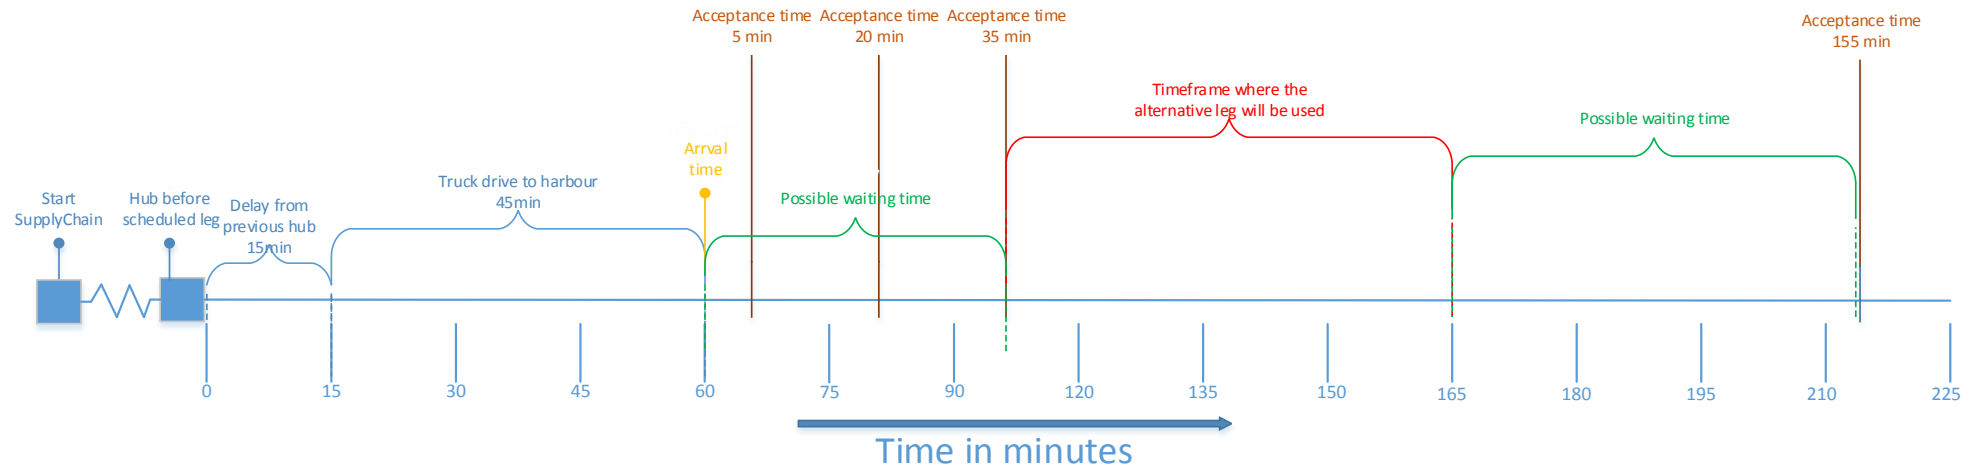 Acceptance time
5 min
Acceptance time
20 min
Acceptance time
35 min
Acceptance time
155 min
Timeframe where the
alternative leg will be used
Possible waiting time
Arrval
time
Truck drive to harbour
45min
Possible waiting time
Start
SupplyChain
Hub before
scheduled leg
Delay from
previous hub
15min
0
15
30
45
60
75
90
120
135
150
165
180
195
210
225
Time in minutes